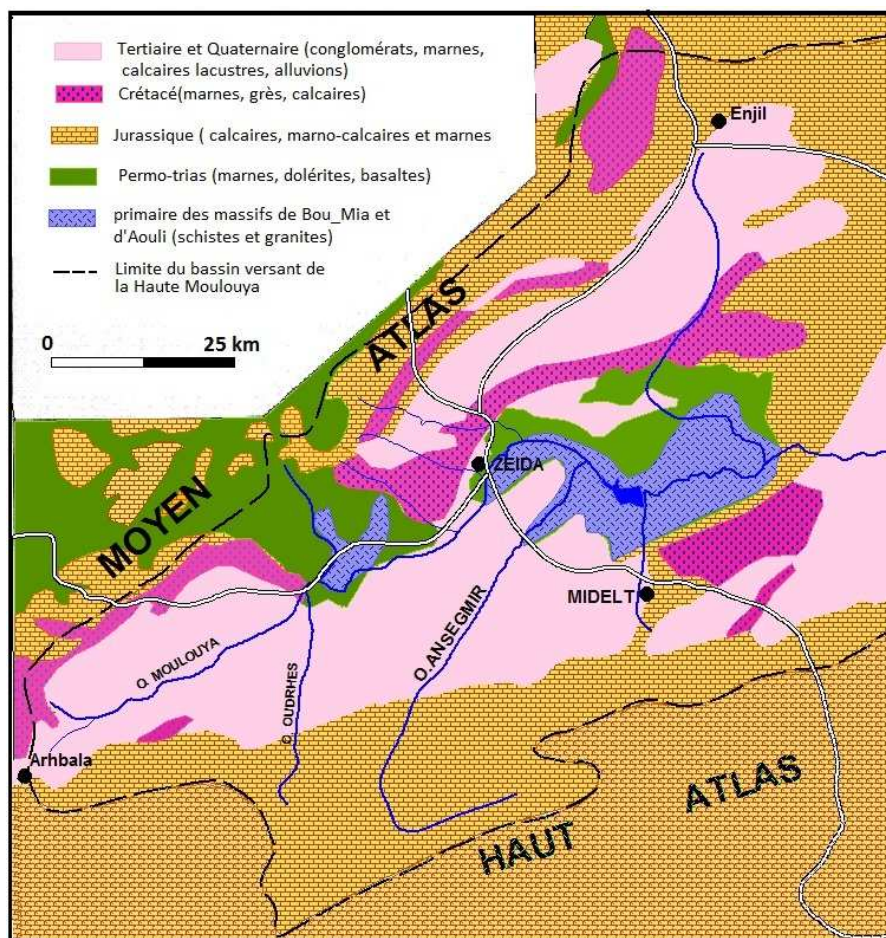 Tertiaire et Quaternaire (conglomérats, marnes,
calcaires lacustres, alluvions)
Crétacé(marnes, grès, calcaires)
Jurassique ( calcaires, marno-calcaires et marnes
Permo-trias (marnes, dolérites, basaltes)
primaire des massifs de Bou_Mia et
d'Aouli (schistes et granites)
Limite du bassin versant de
la Haute Moulouya
0 25 km
Enjil
MOYEN ATLAS
ZEIDA
MIDELT
O. MOULOUYA
O. OUDRHES
O. ANSEGMIR
Arhbala
HAUT ATLAS